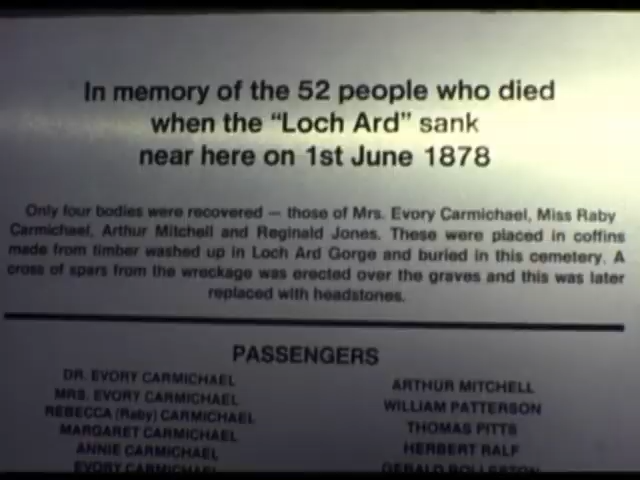 In memory of the 52 people who died
when the "Loch Ard" sank
near here on 1st June 1878
Only four bodies were recovered — those of Mrs. Evory Carmichael, Miss Raby
Carmichael, Arthur Mitchell and Reginald Jones. These were placed in coffins
made from timber washed up in Loch Ard Gorge and buried in this cemetery. A
cross of spars from the wreckage was erected over the graves and this was later
replaced with headstones.
PASSENGERS
DR. EVORY CARMICHAEL
MRS. EVORY CARMICHAEL
REBECCA (Raby) CARMICHAEL
MARGARET CARMICHAEL
ANNIE CARMICHAEL
EVORY CARMICHAEL
ARTHUR MITCHELL
WILLIAM PATTERSON
THOMAS PITTS
HERBERT RALF
GERALD ROLLESTON